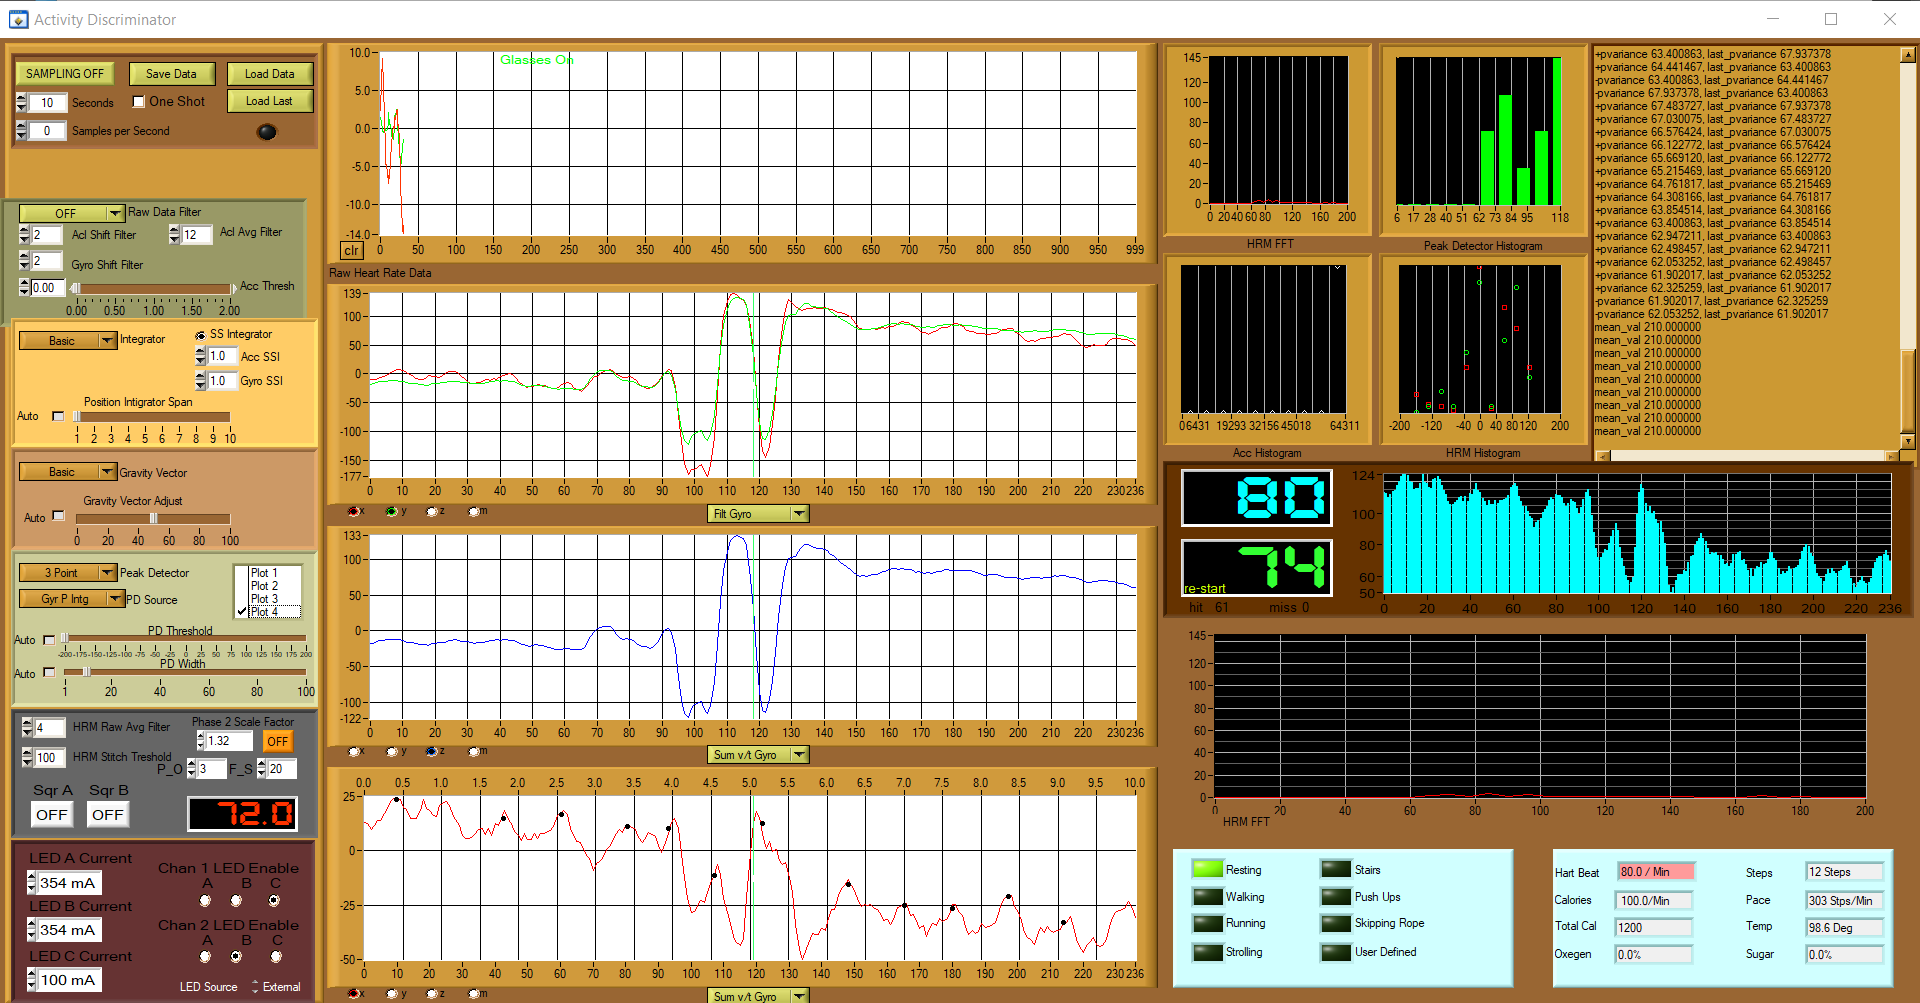 Activity Discriminator
SAMPLING OFF
Save Data
Load Data
10 Seconds
One Shot
Load Last
0 Samples per Second
OFF Raw Data Filter
2 Acl Shift Filter
12 Acl Avg Filter
2 Gyro Shift Filter
0.00 Acc Thresh
0.00 0.50 1.00 1.50 2.00
Basic Integrator
SS Integrator
1.0 Acc SSI
1.0 Gyro SSI
Position Intigrator Span
Auto
1 2 3 4 5 6 7 8 9 10
Basic Gravity Vector
Gravity Vector Adjust
Auto
0 20 40 60 80 100
3 Point Peak Detector
Gyr P Intg PD Source
Plot 1
Plot 2
Plot 3
Plot 4
PD Threshold
Auto
-200 -175 -150 -125 -100 -75 -50 -25 0 25 50 75 100 125 150 175 200
PD Width
Auto
1 20 40 60 80 100
4 HRM Raw Avg Filter
Phase 2 Scale Factor
1.32 OFF
100 HRM Stitch Treshold
P_O 3 F_S 20
Sqr A Sqr B
OFF OFF
72.0
LED A Current
354 mA
LED B Current
354 mA
LED C Current
100 mA
Chan 1 LED Enable
A B C
Chan 2 LED Enable
A B C
LED Source External
Glasses On
10.0
5.0
0.0
-5.0
-10.0
-14.0
clr
0 50 100 150 200 250 300 350 400 450 500 550 600 650 700 750 800 850 900 950 999
Raw Heart Rate Data
139
100
50
0
-50
-100
-150
-177
0 10 20 30 40 50 60 70 80 90 100 110 120 130 140 150 160 170 180 190 200 210 220 230 236
x y z m
Filt Gyro
133
100
50
0
-50
-100
-122
0 10 20 30 40 50 60 70 80 90 100 110 120 130 140 150 160 170 180 190 200 210 220 230 236
x y z m
Sum v/t Gyro
0.0 0.5 1.0 1.5 2.0 2.5 3.0 3.5 4.0 4.5 5.0 5.5 6.0 6.5 7.0 7.5 8.0 8.5 9.0 9.5 10.0
25
0
-25
-50
0 10 20 30 40 50 60 70 80 90 100 110 120 130 140 150 160 170 180 190 200 210 220 230 236
x y z m
Sum v/t Gyro
145
120
100
80
60
40
20
0
0 20 40 60 80 120 160 200
HRM FFT
6 17 28 40 51 62 73 84 95 118
Peak Detector Histogram
0 6431 19293 32156 45018 64311
Acc Histogram
-200 -120 -40 0 40 80 120 200
HRM Histogram
+pvariance 63.400863, last_pvariance 67.937378
+pvariance 64.441467, last_pvariance 63.400863
-pvariance 63.400863, last_pvariance 64.441467
-pvariance 67.937378, last_pvariance 63.400863
+pvariance 67.483727, last_pvariance 67.937378
+pvariance 67.030075, last_pvariance 67.483727
+pvariance 66.576424, last_pvariance 67.030075
+pvariance 66.122772, last_pvariance 66.576424
+pvariance 65.669120, last_pvariance 66.122772
+pvariance 65.215469, last_pvariance 65.669120
+pvariance 64.761817, last_pvariance 65.215469
+pvariance 64.308166, last_pvariance 64.761817
+pvariance 63.854514, last_pvariance 64.308166
+pvariance 63.400863, last_pvariance 63.854514
+pvariance 62.947211, last_pvariance 63.400863
+pvariance 62.498457, last_pvariance 62.947211
+pvariance 62.053252, last_pvariance 62.498457
+pvariance 61.902017, last_pvariance 62.053252
+pvariance 62.325259, last_pvariance 61.902017
-pvariance 61.902017, last_pvariance 62.325259
-pvariance 62.053252, last_pvariance 61.902017
mean_val 210.000000
mean_val 210.000000
mean_val 210.000000
mean_val 210.000000
mean_val 210.000000
mean_val 210.000000
mean_val 210.000000
mean_val 210.000000
mean_val 210.000000
80
74
re-start
hit 61 miss 0
124
100
80
60
50
0 20 40 60 80 100 120 140 160 180 200 220 236
145
120
100
80
60
40
20
0
0 20 40 60 80 100 120 140 160 180 200
HRM FFT
Resting
Walking
Running
Strolling
Stairs
Push Ups
Skipping Rope
User Defined
Hart Beat 80.0 / Min
Calories 100.0/Min
Total Cal 1200
Oxegen 0.0%
Steps 12 Steps
Pace 303 Stps/Min
Temp 98.6 Deg
Sugar 0.0%